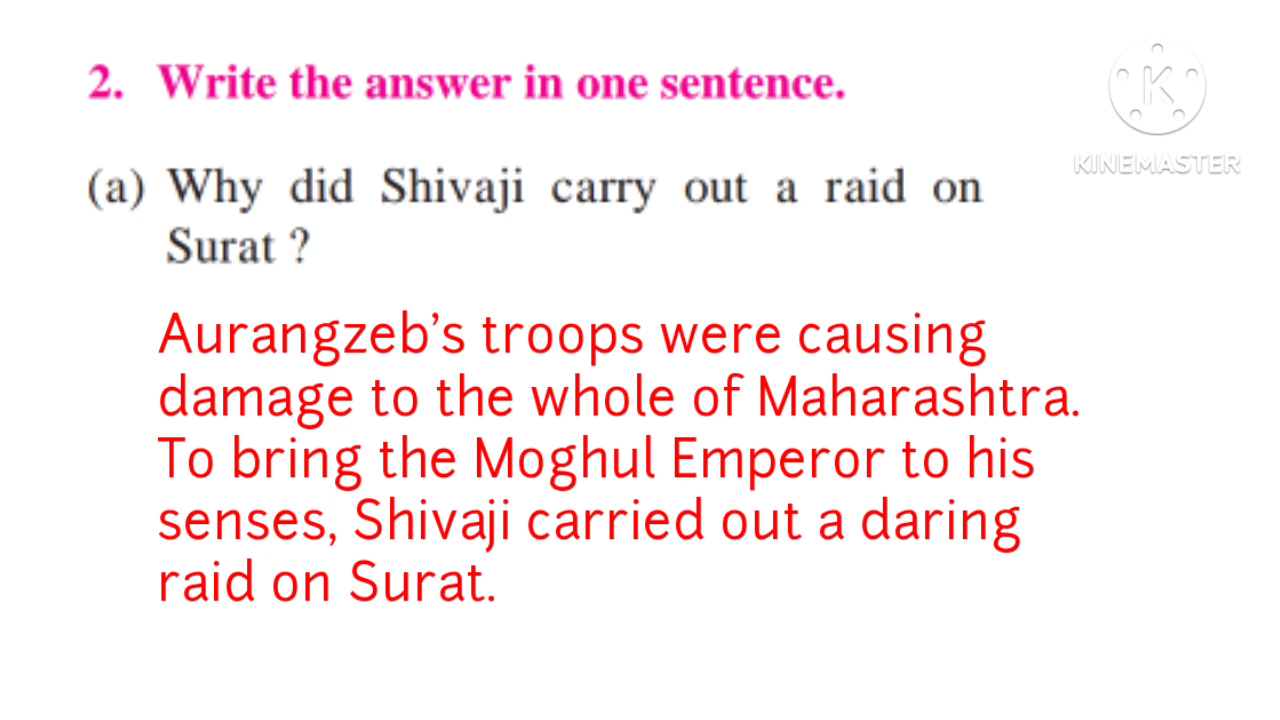 2. Write the answer in one sentence.
K
KINEMASTER
(a) Why did Shivaji carry out a raid on
Surat ?
Aurangzeb’s troops were causing
damage to the whole of Maharashtra.
To bring the Moghul Emperor to his
senses, Shivaji carried out a daring
raid on Surat.